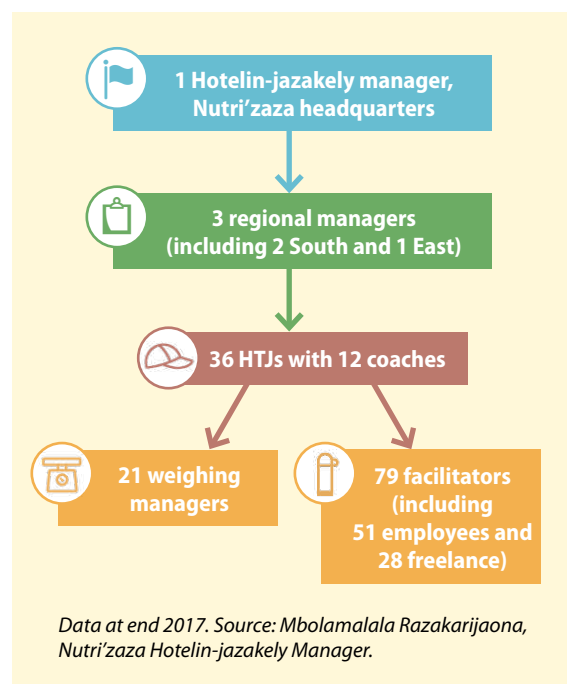 1 Hotelin-jazakely manager,
Nutri’zaza headquarters
3 regional managers
(including 2 South and 1 East)
36 HTJs with 12 coaches
21 weighing
managers
79 facilitators
(including
51 employees and
28 freelance)
Data at end 2017. Source: Mbolamalala Razakarijaona,
Nutri’zaza Hotelin-jazakely Manager.